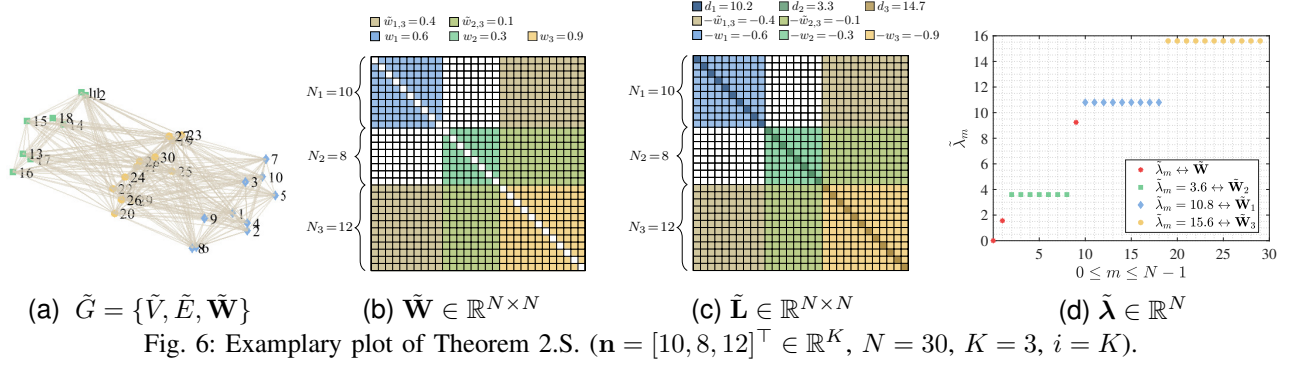 w̃₁,₃=0.4 w̃₂,₃=0.1
w₁=0.6 w₂=0.3 w₃=0.9
d₁=10.2 d₂=3.3 d₃=14.7
−w̃₁,₃=−0.4 −w̃₂,₃=−0.1
−w₁=−0.6 −w₂=−0.3 −w₃=−0.9
11 2
15 18 14
13 17
16
27 23
30
24 25
22
26 29
20
7
10
3
5
1
9
4
2
8 6
N₁=10
N₂=8
N₃=12
N₁=10
N₂=8
N₃=12
λ̃ₘ
16
14
12
10
8
6
4
2
0
5 10 15 20 25 30
0 ≤ m ≤ N − 1
λ̃ₘ ↔ W̃
λ̃ₘ = 3.6 ↔ W̃₂
λ̃ₘ = 10.8 ↔ W̃₁
λ̃ₘ = 15.6 ↔ W̃₃
(a) G̃ = {Ṽ, Ẽ, W̃}
(b) W̃ ∈ ℝᴺ ˣ ᴺ
(c) L̃ ∈ ℝᴺ ˣ ᴺ
(d) λ̃ ∈ ℝᴺ
Fig. 6: Examplary plot of Theorem 2.S. (n = [10, 8, 12]⊤ ∈ ℝᴷ, N = 30, K = 3, i = K).